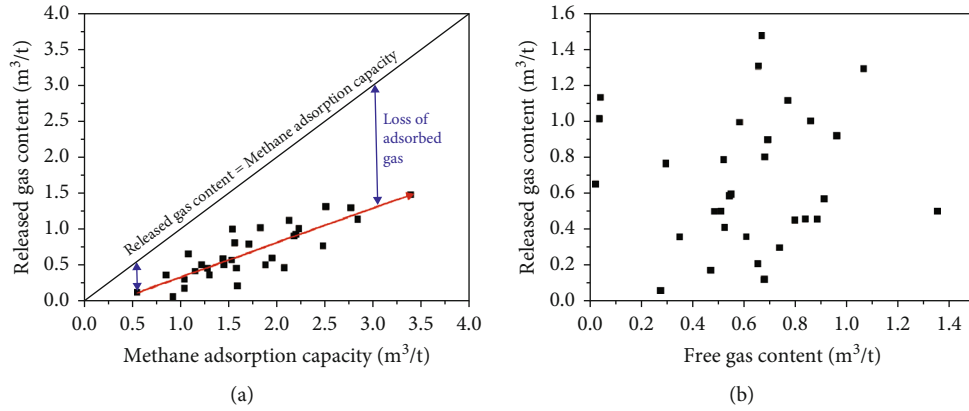 4.0
3.5
3.0
2.5
2.0
1.5
1.0
0.5
0.0
Released gas content (m³/t)
Released gas content = Methane adsorption capacity
Loss of
adsorbed
gas
0.0 0.5 1.0 1.5 2.0 2.5 3.0 3.5 4.0
Methane adsorption capacity (m³/t)
(a)
1.6
1.4
1.2
1.0
0.8
0.6
0.4
0.2
0.0
Released gas content (m³/t)
0.0 0.2 0.4 0.6 0.8 1.0 1.2 1.4
Free gas content (m³/t)
(b)